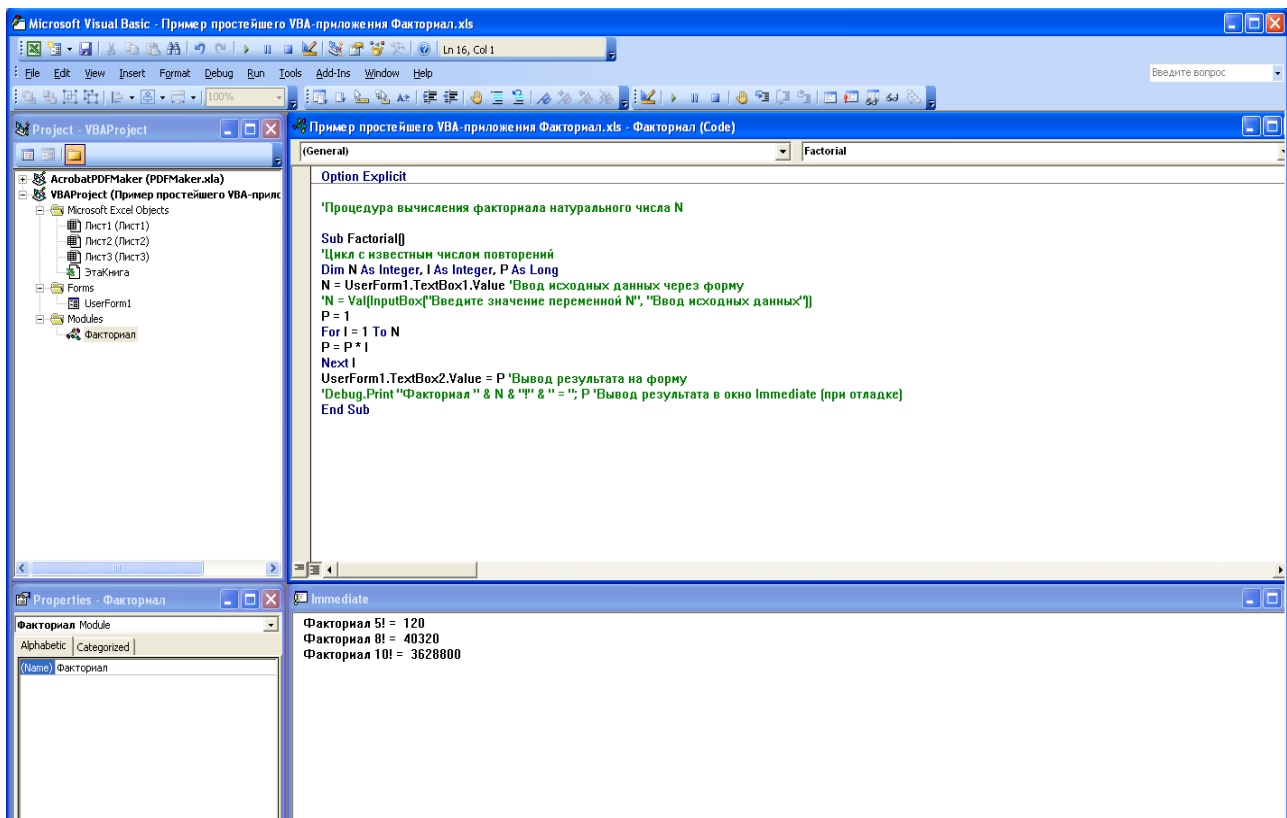 Microsoft Visual Basic - Пример простейшего VBA-приложения Факториал.xls
Ln 16, Col 1
File Edit View Insert Format Debug Run Tools Add-Ins Window Help
Введите вопрос
100%
Project - VBAProject
AcrobatPDFMaker (PDFMaker.xla)
VBAProject (Пример простейшего VBA-прило
Microsoft Excel Objects
Лист1 (Лист1)
Лист2 (Лист2)
Лист3 (Лист3)
ЭтаКнига
Forms
UserForm1
Modules
Факториал
Пример простейшего VBA-приложения Факториал.xls - Факториал (Code)
(General)
Factorial
Option Explicit
'Процедура вычисления факториала натурального числа N
Sub Factorial()
'Цикл с известным числом повторений
Dim N As Integer, I As Integer, P As Long
N = UserForm1.TextBox1.Value 'Ввод исходных данных через форму
'N = Val(InputBox("Введите значение переменной N", "Ввод исходных данных"))
P = 1
For I = 1 To N
P = P * I
Next I
UserForm1.TextBox2.Value = P 'Вывод результата на форму
'Debug.Print "Факториал " & N & "!" & " = "; P 'Вывод результата в окно Immediate (при отладке)
End Sub
Properties - Факториал
Факториал Module
Alphabetic Categorized
(Name) Факториал
Immediate
Факториал 5! = 120
Факториал 8! = 40320
Факториал 10! = 3628800